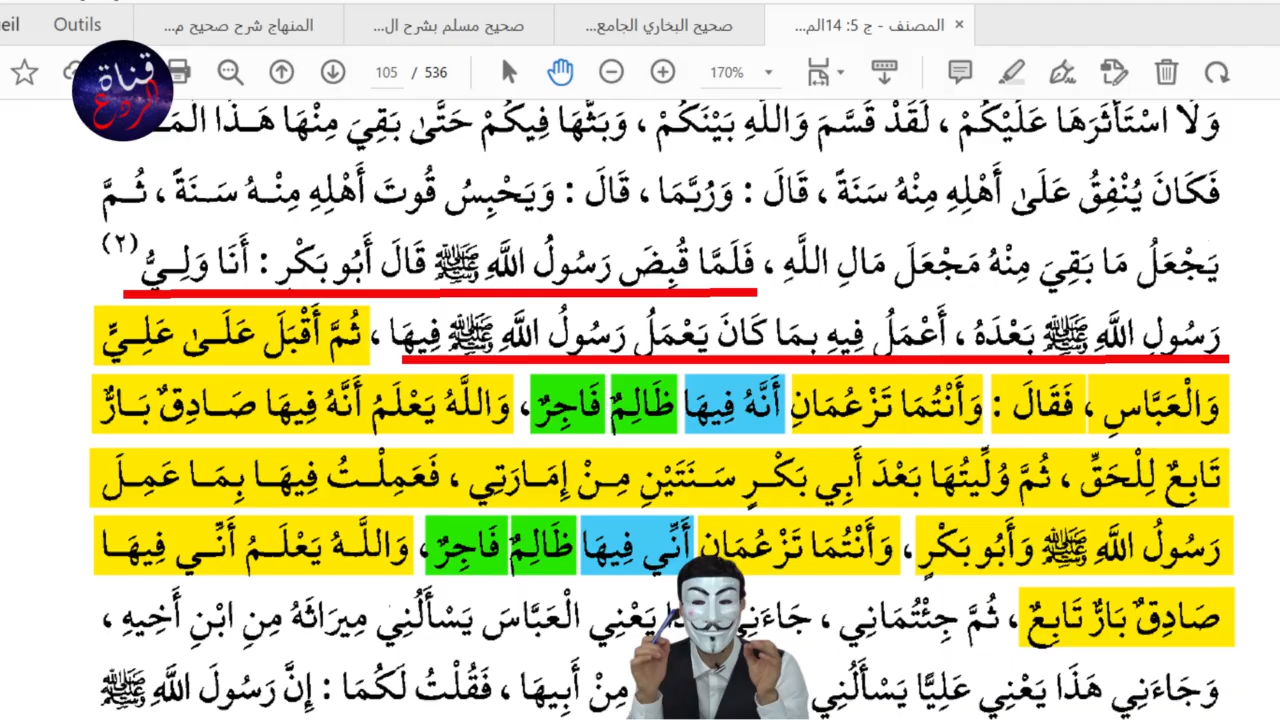 eil Outils المنهاج شرح صحيح م... صحيح مسلم بشرح ال... صحيح البخاري الجامع... المصنف - ج 5: 14الم... ×
قناة الردع
105 / 536 170%
وَلَا اسْتَأْثَرَهَا عَلَيْكُمْ ، لَقَدْ قَسَّمَ وَاللَّهِ بَيْنَكُمْ ، وَبَثَّهَا فِيكُمْ حَتَّىٰ بَقِيَ مِنْهَا هَـٰذَا
فَكَانَ يُنْفِقُ عَلَىٰ أَهْلِهِ مِنْهُ سَنَةً ، قَالَ : وَرُبَّمَا ، قَالَ : وَيَحْبِسُ قُوتَ أَهْلِهِ مِنْـهُ سَـنَةً ، ثُـمَّ
يَجْعَلُ مَا بَقِيَ مِنْهُ مَجْعَلَ مَالِ اللَّهِ ، فَلَمَّا قُبِضَ رَسُولُ اللَّهِ ﷺ قَالَ أَبُو بَكْرٍ : أَنَا وَلِـيُّ (٢)
رَسُولِ اللَّهِ ﷺ بَعْدَهُ ، أَعْمَلُ فِيهِ بِمَا كَانَ يَعْمَلُ رَسُولُ اللَّهِ ﷺ فِيهَا ، ثُمَّ أَقْبَلَ عَلَـىٰ عَلِـيٍّ
وَالْعَبَّاسِ ، فَقَالَ : وَأَنْتُمَا تَزْعُمَانِ أَنَّهُ فِيهَا ظَالِمٌ فَاجِرٌ ، وَاللَّهُ يَعْلَمُ أَنَّهُ فِيهَا صَـادِقٌ بَـارٌّ
تَابِعٌ لِلْحَقِّ ، ثُمَّ وُلِّيتُهَا بَعْدَ أَبِي بَكْـرٍ سَـنَتَيْنِ مِـنْ إِمَـارَتِي ، فَعَمِلْـتُ فِيهَـا بِمَـا عَمِـلَ
رَسُولُ اللَّهِ ﷺ وَأَبُو بَكْرٍ ، وَأَنْتُمَا تَزْعُمَانِ أَنِّي فِيهَا ظَالِمٌ فَاجِرٌ ، وَاللَّـهُ يَعْلَـمُ أَنِّـي فِيهَـا
صَادِقٌ بَارٌّ تَابِعٌ ، ثُمَّ جِئْتُمَانِي ، يَعْنِي الْعَبَّاسَ يَسْأَلُنِي مِيرَاثَهُ مِنِ ابْنِ أَخِيهِ ،
وَجَاءَنِي هَذَا يَعْنِي عَلِيًّا يَسْأَلُنِي مِنْ أَبِيهَا ، فَقُلْتُ لَكُمَا : إِنَّ رَسُولَ اللَّهِ ﷺ